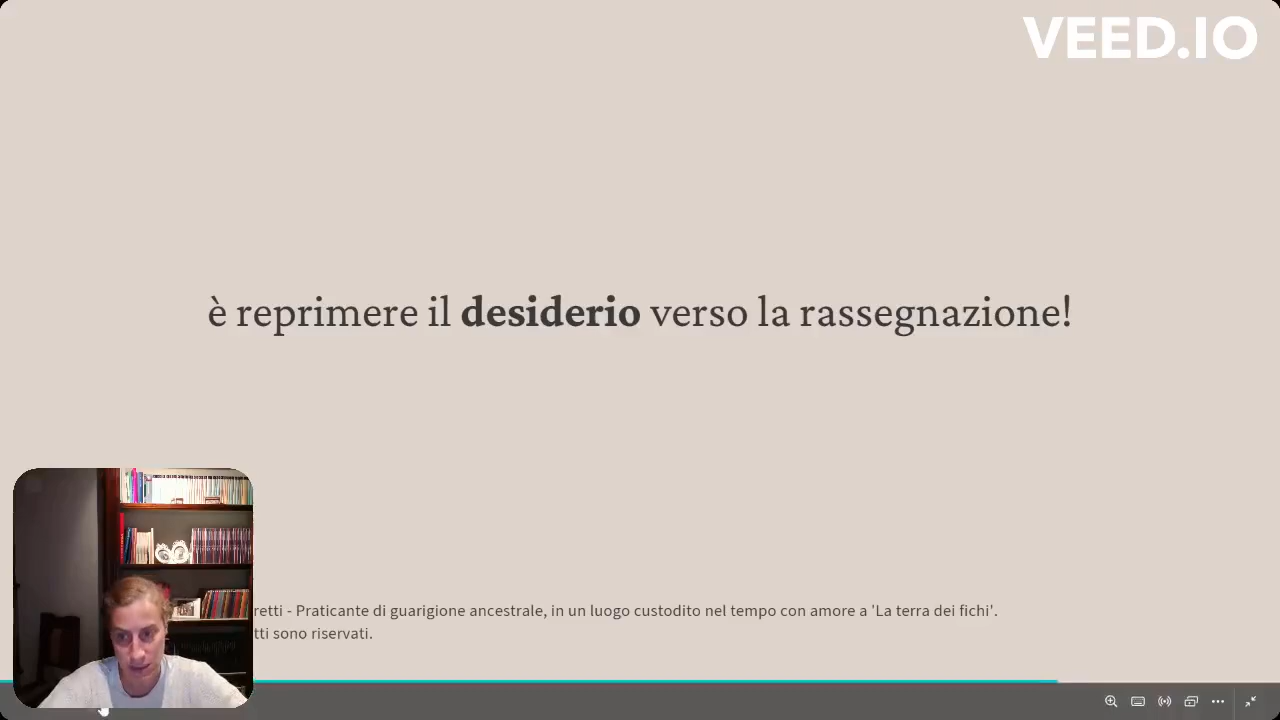 VEED.IO
è reprimere il desiderio verso la rassegnazione!
retti - Praticante di guarigione ancestrale, in un luogo custodito nel tempo con amore a 'La terra dei fichi'.
tti sono riservati.